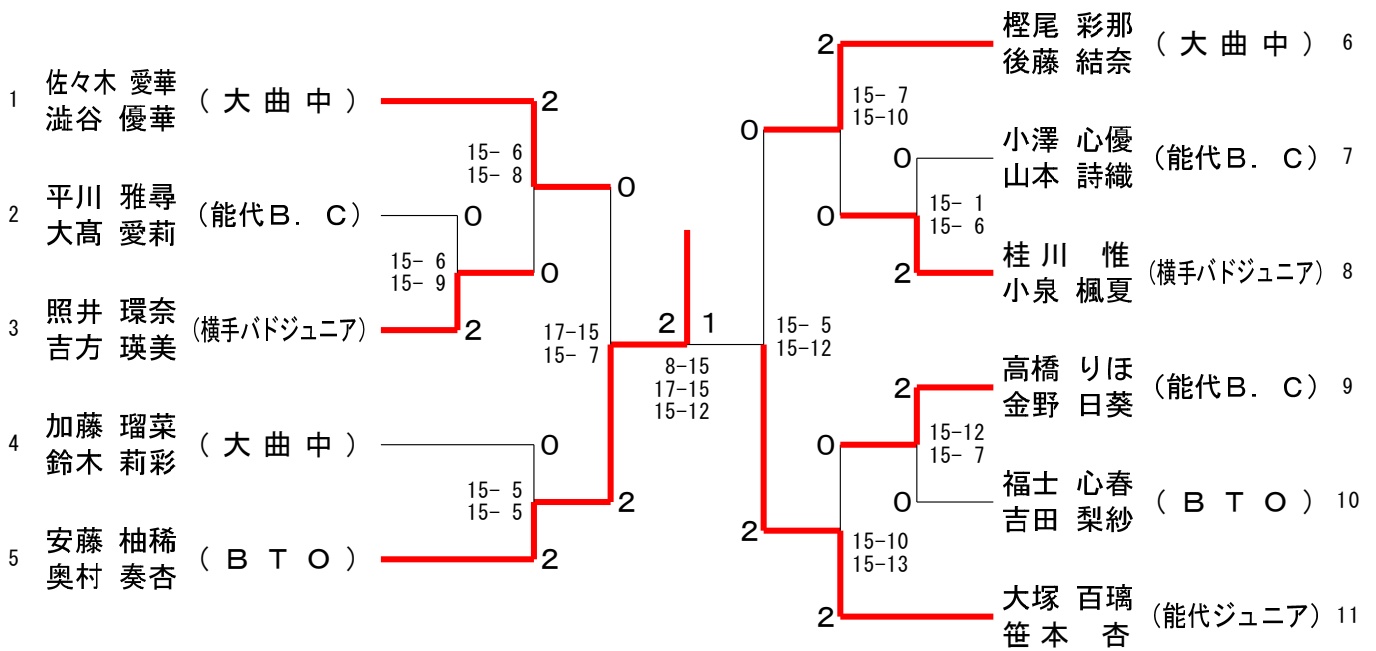 1 佐々木 愛華
澁谷 優華 (大曲中)
2
15- 6
15- 8
0
2 平川 雅尋
大髙 愛莉 (能代B. C)
0
15- 6
15- 9
0
3 照井 環奈
吉方 瑛美 (横手バドジュニア)
2
17-15
15- 7
4 加藤 瑠菜
鈴木 莉彩 (大曲中)
0
15- 5
15- 5
2
5 安藤 柚稀
奥村 奏杏 (BTO)
2
2 1
8-15
17-15
15-12
2
樫尾 彩那
後藤 結奈 (大曲中) 6
15- 7
15-10
0
0
小澤 心優
山本 詩織 (能代B. C) 7
15- 1
15- 6
0
2
桂川 惟
小泉 楓夏 (横手バドジュニア) 8
15- 5
15-12
2
高橋 りほ
金野 日葵 (能代B. C) 9
15-12
15- 7
0
0
福士 心春
吉田 梨紗 (BTO) 10
2
15-10
15-13
2
大塚 百璃
笹本 杏 (能代ジュニア) 11